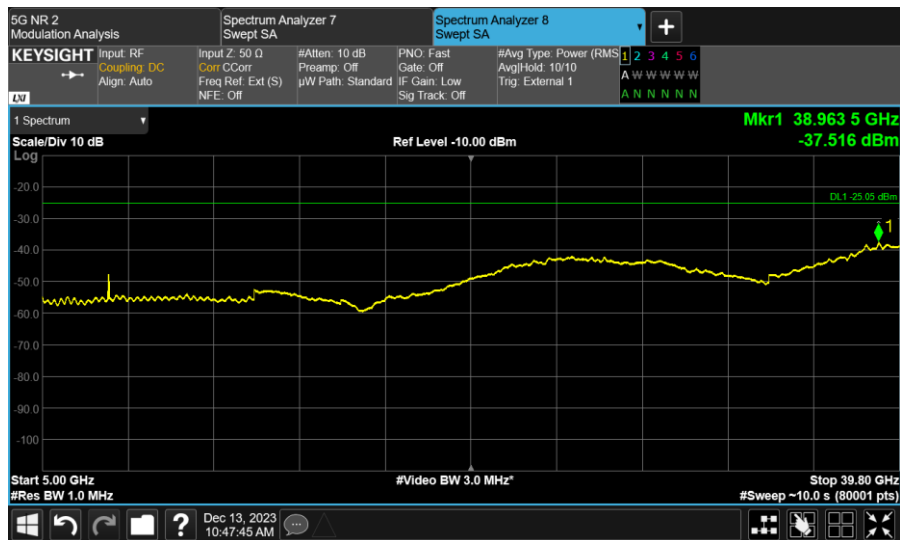 5G NR 2
Modulation Analysis
Spectrum Analyzer 7
Swept SA
Spectrum Analyzer 8
Swept SA
KEYSIGHT
LXI
Input: RF
Coupling: DC
Align: Auto
Input Z: 50 Ω
Corr CCorr
Freq Ref: Ext (S)
NFE: Off
#Atten: 10 dB
Preamp: Off
µW Path: Standard
PNO: Fast
Gate: Off
IF Gain: Low
Sig Track: Off
#Avg Type: Power (RMS
Avg|Hold: 10/10
Trig: External 1
1 2 3 4 5 6
A W W W W W
A N N N N N
1 Spectrum
Mkr1 38.963 5 GHz
-37.516 dBm
Scale/Div 10 dB
Ref Level -10.00 dBm
Log
-20.0
DL1 -25.05 dBm
-30.0
1
-40.0
-50.0
-60.0
-70.0
-80.0
-90.0
-100
Start 5.00 GHz
#Video BW 3.0 MHz*
Stop 39.80 GHz
#Res BW 1.0 MHz
#Sweep ~10.0 s (80001 pts)
?
Dec 13, 2023
10:47:45 AM